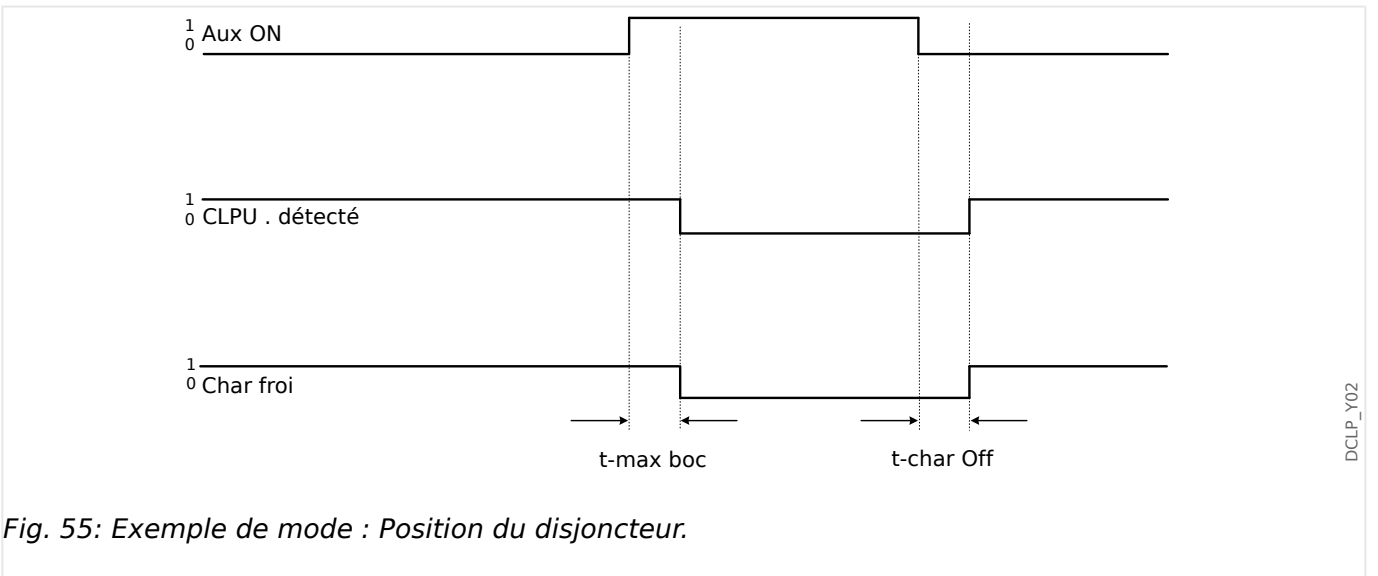 1
0 Aux ON
1
0 CLPU . détecté
1
0 Char froi
t-max boc
t-char Off
DCLP_Y02
Fig. 55: Exemple de mode : Position du disjoncteur.